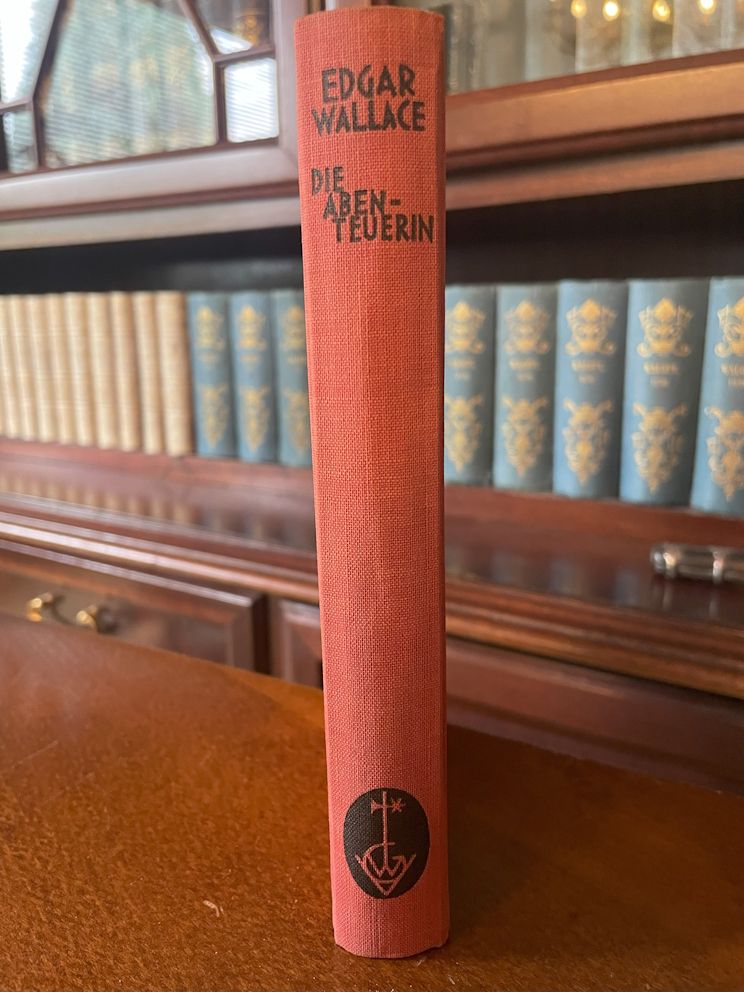 EDGAR
WALLACE
DIE
ABEN-
TEUERIN